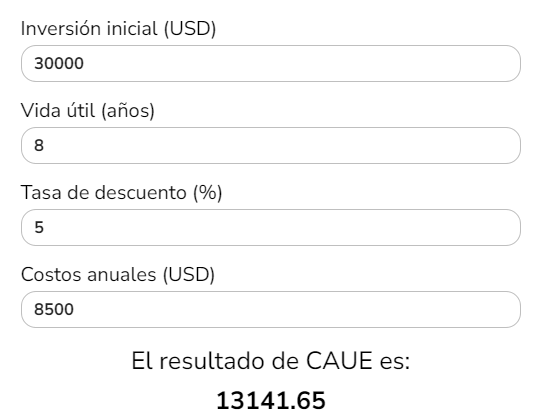 Inversión inicial (USD)
30000
Vida útil (años)
8
Tasa de descuento (%)
5
Costos anuales (USD)
8500
El resultado de CAUE es:
13141.65